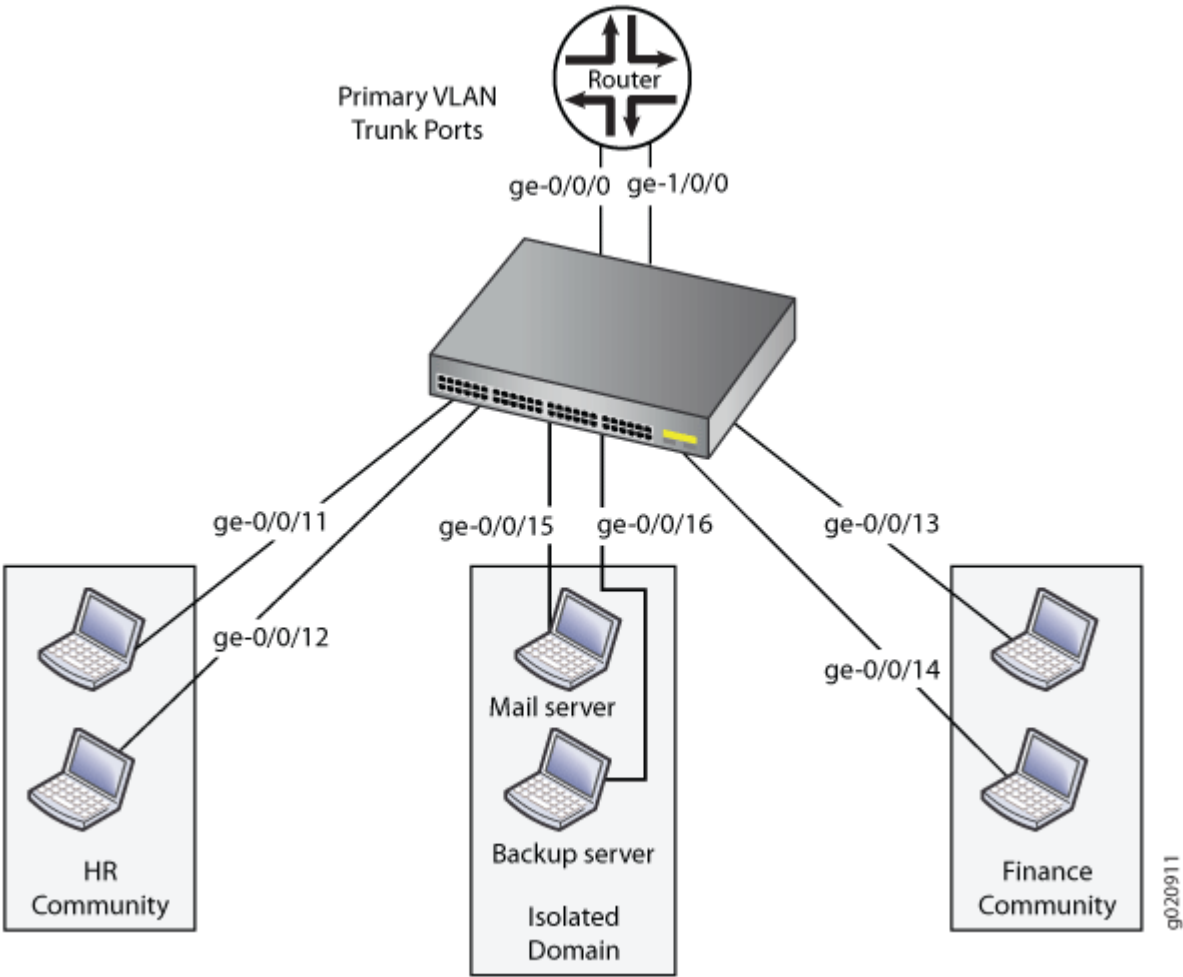 Router
Primary VLAN
Trunk Ports
ge-0/0/0
ge-1/0/0
ge-0/0/11
ge-0/0/15
ge-0/0/16
ge-0/0/13
ge-0/0/12
ge-0/0/14
Mail server
Backup server
HR
Community
Isolated
Domain
Finance
Community
g020911